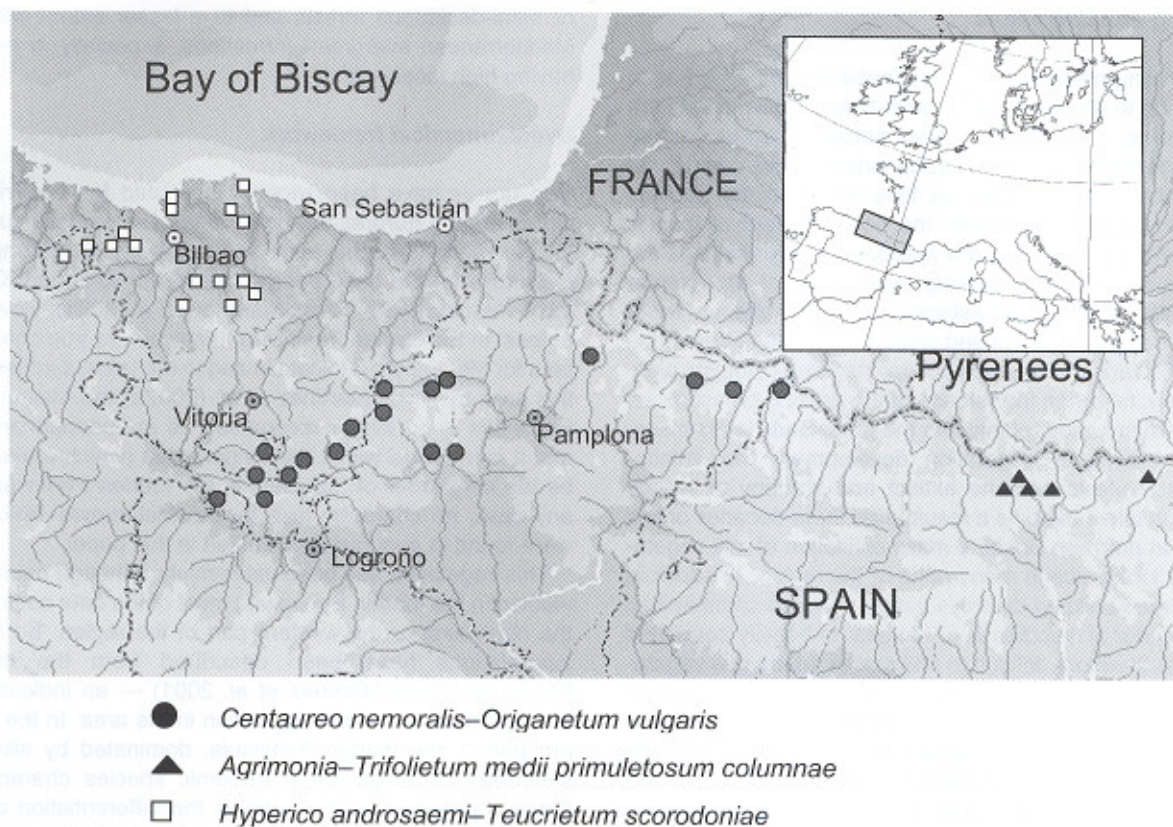 Bay of Biscay
FRANCE
San Sebastián
Bilbao
Pyrenees
Vitoria
Pamplona
Logroño
SPAIN
Centaureo nemoralis–Origanetum vulgaris
Agrimonia–Trifolietum medii primuletosum columnae
Hyperico androsaemi–Teucrietum scorodoniae